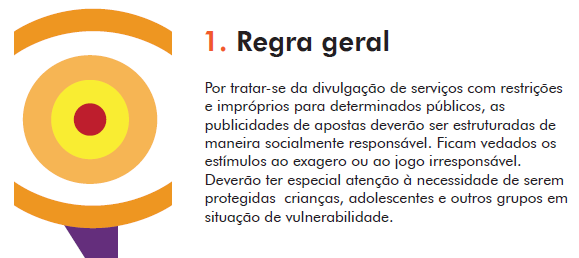 1. Regra geral
Por tratar-se da divulgação de serviços com restrições
e impróprios para determinados públicos, as
publicidades de apostas deverão ser estruturadas de
maneira socialmente responsável. Ficam vedados os
estímulos ao exagero ou ao jogo irresponsável.
Deverão ter especial atenção à necessidade de serem
protegidas  crianças, adolescentes e outros grupos em
situação de vulnerabilidade.